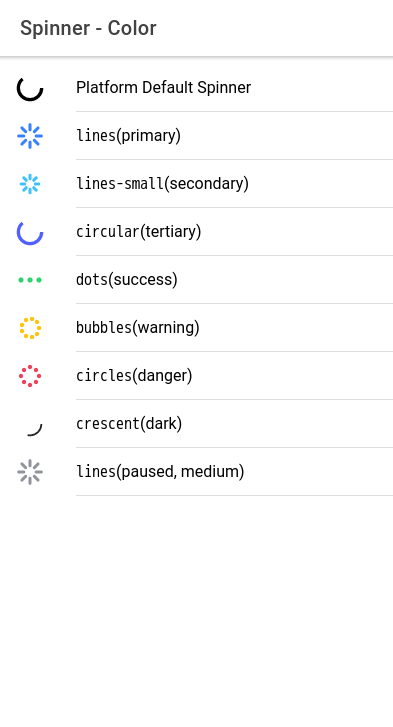 Spinner - Color
Platform Default Spinner
lines(primary)
lines-small(secondary)
circular(tertiary)
dots(success)
bubbles(warning)
circles(danger)
crescent(dark)
lines(paused, medium)